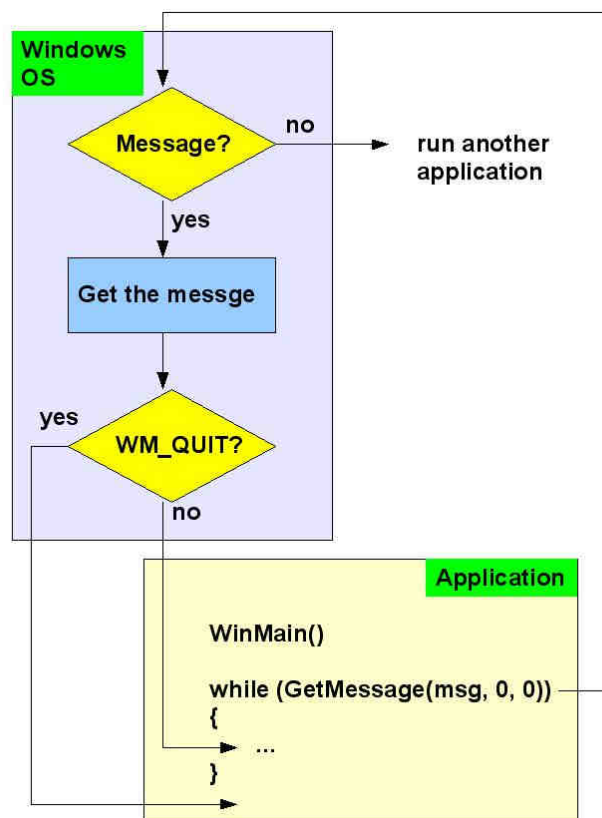 Windows
OS
Message?
no
run another
application
yes
Get the messge
yes
WM_QUIT?
no
Application
WinMain()
while (GetMessage(msg, 0, 0))
{
...
}